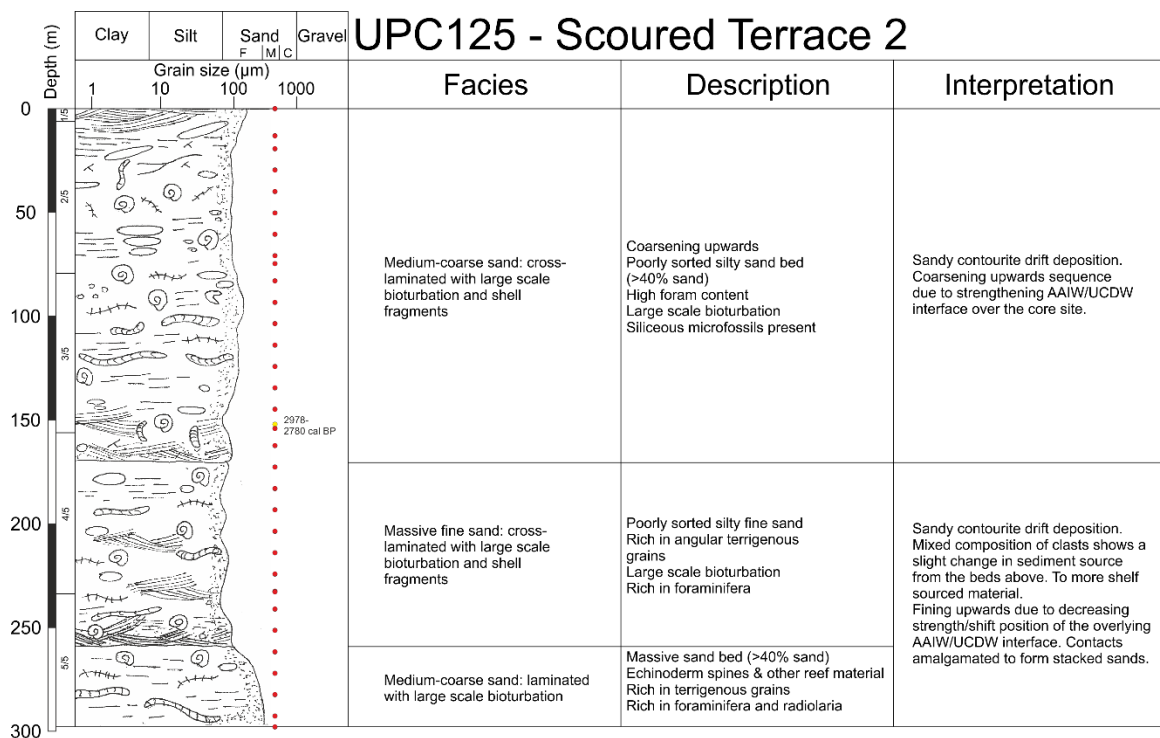 UPC125 - Scoured Terrace 2
Clay Silt Sand Gravel
F M C
Depth (m)
Grain size (µm)
1 10 100 1000
Facies Description Interpretation
0
50
100
150
200
250
300
1/5
2/5
3/5
4/5
5/5
2978-
2780 cal BP
Medium-coarse sand: cross-
laminated with large scale
bioturbation and shell
fragments
Coarsening upwards
Poorly sorted silty sand bed
(>40% sand)
High foram content
Large scale bioturbation
Siliceous microfossils present
Sandy contourite drift deposition.
Coarsening upwards sequence
due to strengthening AAIW/UCDW
interface over the core site.
Massive fine sand: cross-
laminated with large scale
bioturbation and shell
fragments
Poorly sorted silty fine sand
Rich in angular terrigenous
grains
Large scale bioturbation
Rich in foraminifera
Sandy contourite drift deposition.
Mixed composition of clasts shows a
slight change in sediment source
from the beds above. To more shelf
sourced material.
Fining upwards due to decreasing
strength/shift position of the overlying
AAIW/UCDW interface. Contacts
amalgamated to form stacked sands.
Medium-coarse sand: laminated
with large scale bioturbation
Massive sand bed (>40% sand)
Echinoderm spines & other reef material
Rich in terrigenous grains
Rich in foraminifera and radiolaria